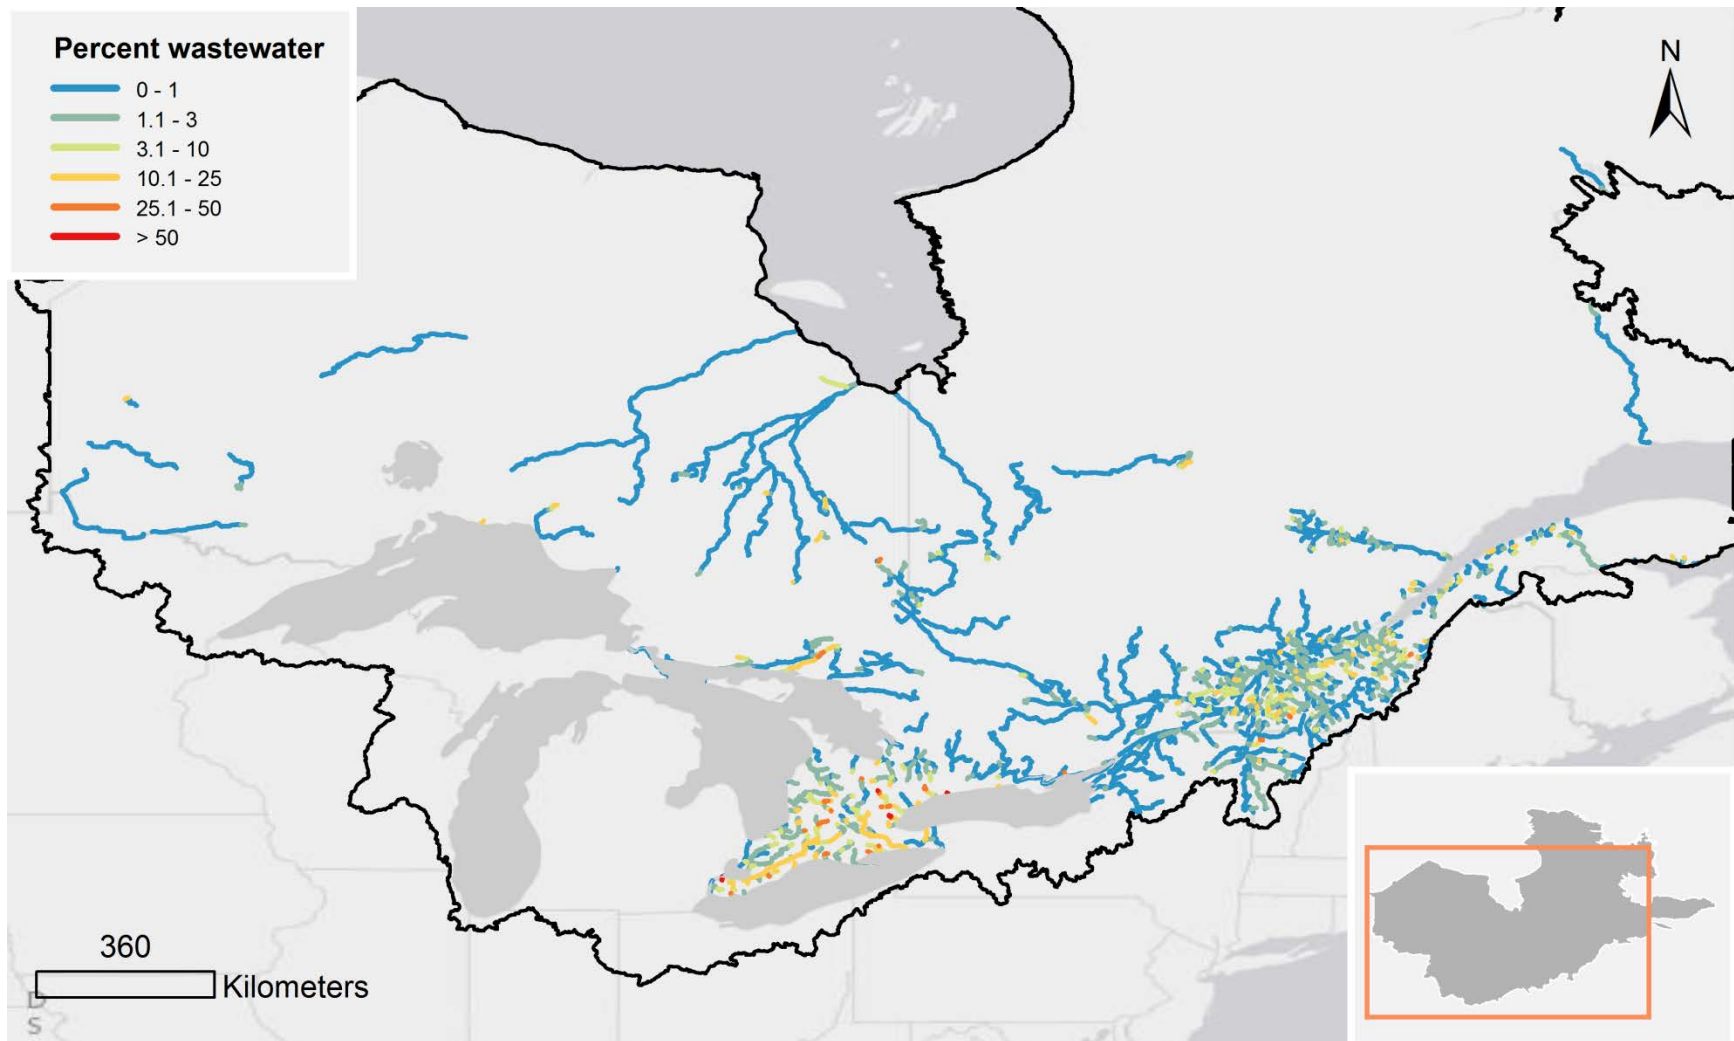 Percent wastewater
0 - 1
1.1 - 3
3.1 - 10
10.1 - 25
25.1 - 50
> 50
N
360
Kilometers
D
S